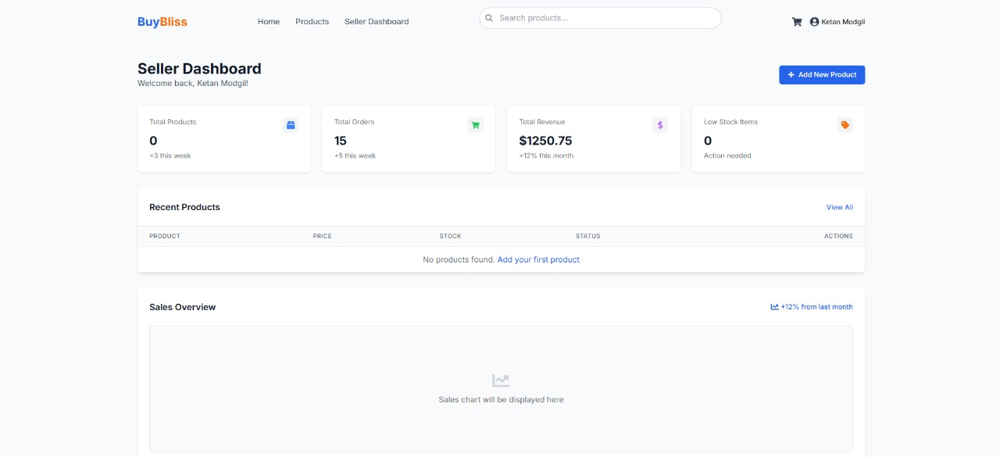 BuyBliss Home Products Seller Dashboard Search products... Ketan Modgil
Seller Dashboard
Welcome back, Ketan Modgil!
Add New Product
Total Products
0
+3 this week
Total Orders
15
+5 this week
Total Revenue
$1250.75
+12% this month
Low Stock Items
0
Action needed
Recent Products View All
PRODUCT PRICE STOCK STATUS ACTIONS
No products found. Add your first product
Sales Overview +12% from last month
Sales chart will be displayed here